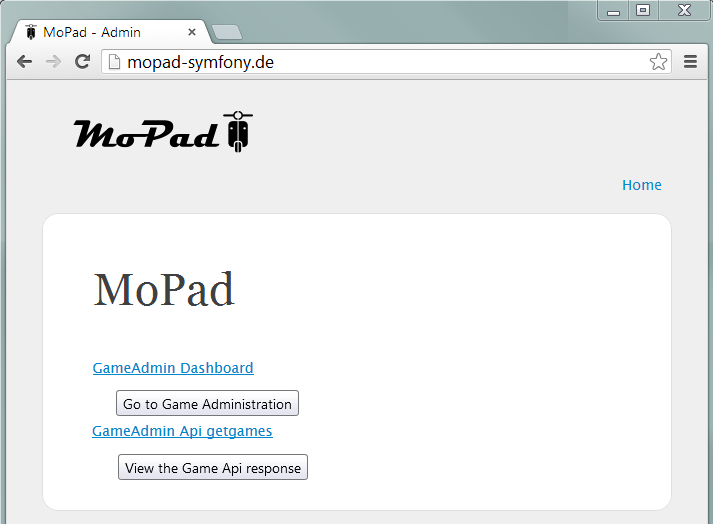 MoPad - Admin
mopad-symfony.de
MoPad
Home
MoPad
GameAdmin Dashboard
Go to Game Administration
GameAdmin Api getgames
View the Game Api response